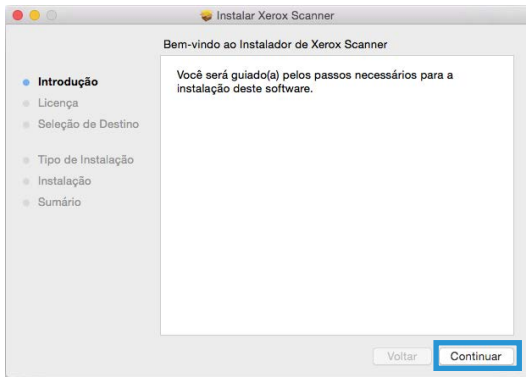 Instalar Xerox Scanner
Bem-vindo ao Instalador de Xerox Scanner
Introdução
Licença
Seleção de Destino
Tipo de Instalação
Instalação
Sumário
Você será guiado(a) pelos passos necessários para a
instalação deste software.
Voltar
Continuar